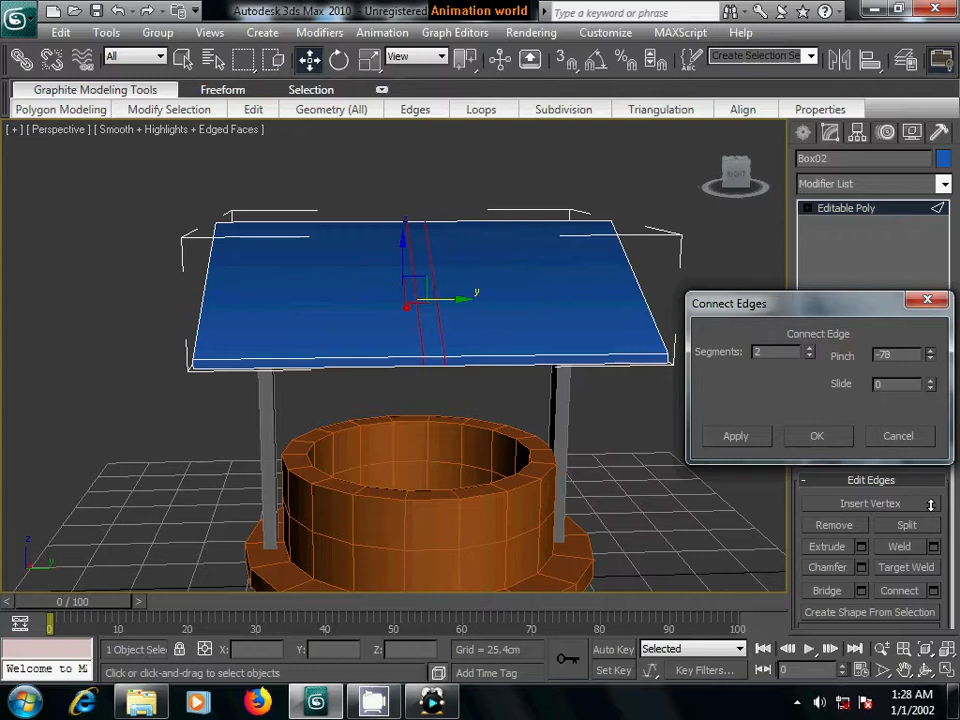 Autodesk 3ds Max 2010 - Unregistered Animation world
Type a keyword or phrase
Edit Tools Group Views Create Modifiers Animation Graph Editors Rendering Customize MAXScript Help
All View Create Selection Se
Graphite Modeling Tools Freeform Selection
Polygon Modeling Modify Selection Edit Geometry (All) Edges Loops Subdivision Triangulation Align Properties
[ + ] [ Perspective ] [ Smooth + Highlights + Edged Faces ]
RIGHT
Box02
Modifier List
Editable Poly
z
y
Connect Edges
Connect Edge
Segments: 2 Pinch -78
Slide 0
Apply OK Cancel
Edit Edges
Insert Vertex
Remove Split
Extrude Weld
Chamfer Target Weld
Bridge Connect
Create Shape From Selection
z
y
0 / 100
0 10 20 30 40 50 60 70 80 90 100
1 Object Sele X: Y: Z: Grid = 25.4cm Auto Key Selected
Welcome to M Click or click-and-drag to select objects Add Time Tag Set Key Key Filters... 0
1:28 AM
1/1/2002